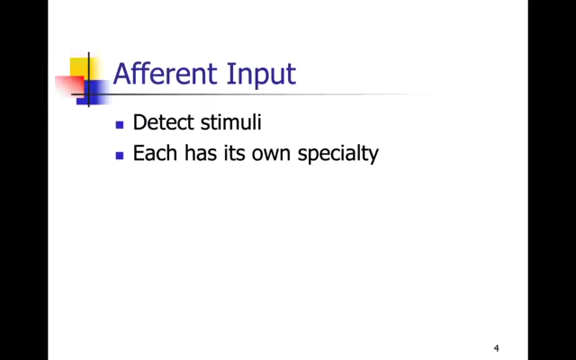 Afferent Input
Detect stimuli
Each has its own specialty
4